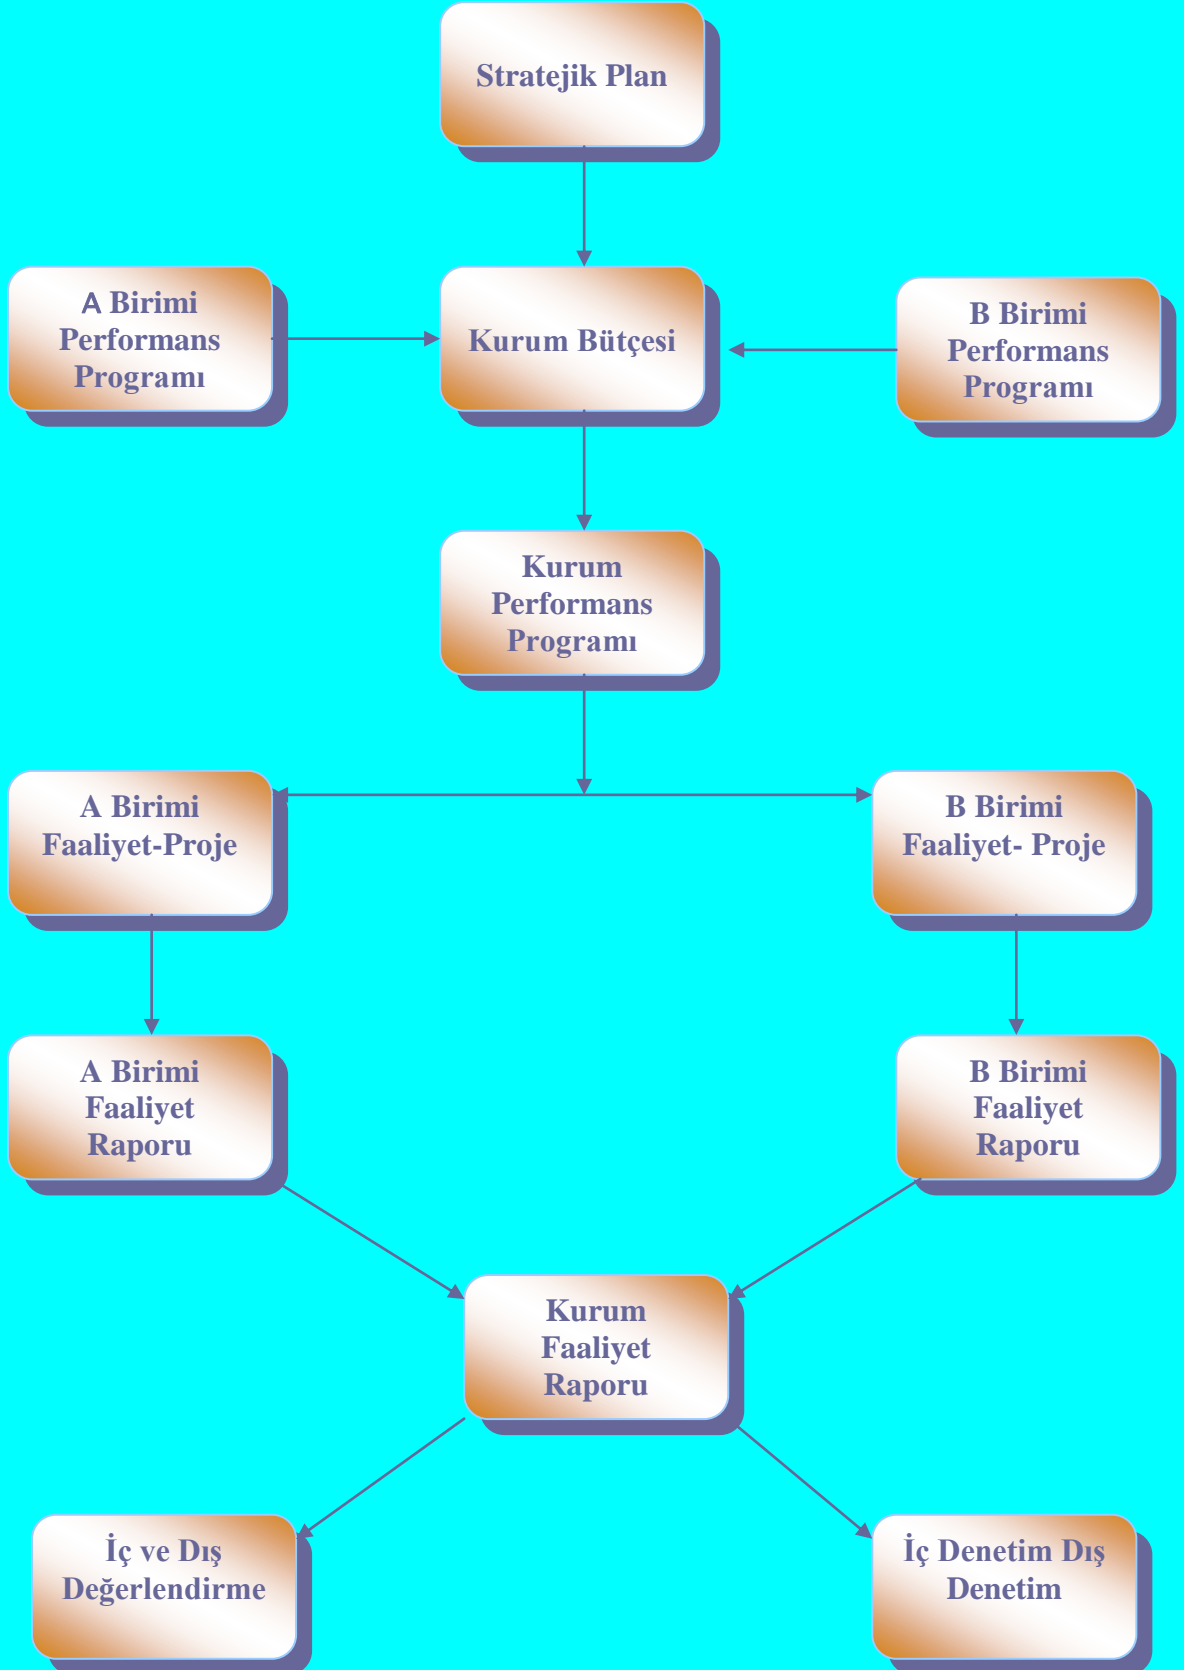 Stratejik Plan
A Birimi
Performans
Programı
Kurum Bütçesi
B Birimi
Performans
Programı
Kurum
Performans
Programı
A Birimi
Faaliyet-Proje
B Birimi
Faaliyet- Proje
A Birimi
Faaliyet
Raporu
B Birimi
Faaliyet
Raporu
Kurum
Faaliyet
Raporu
İç ve Dış
Değerlendirme
İç Denetim Dış
Denetim